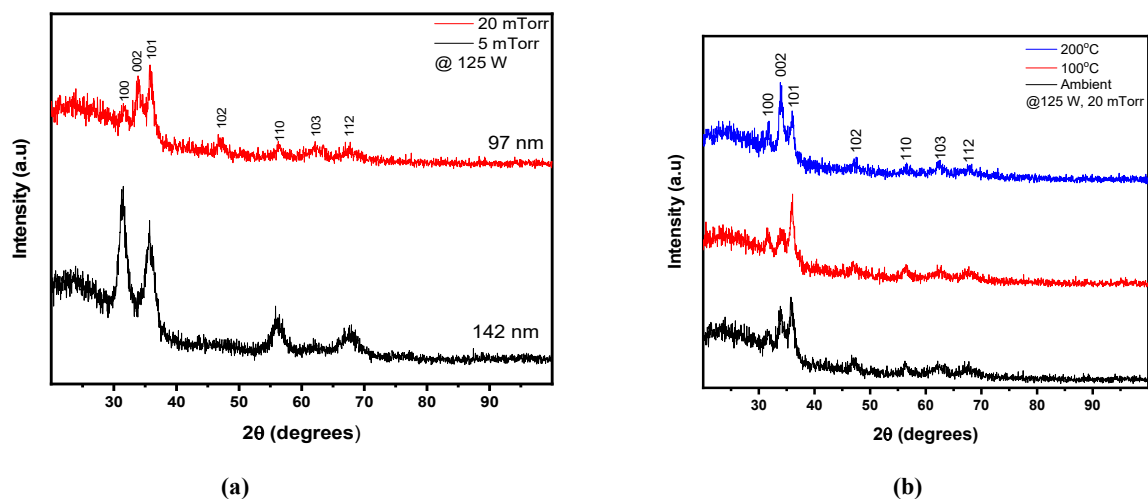 20 mTorr
5 mTorr
@ 125 W
100
002
101
102
110
103
112
97 nm
142 nm
Intensity (a.u)
30 40 50 60 70 80 90
2θ (degrees)
(a)
200°C
100°C
Ambient
@125 W, 20 mTorr
100
002
101
102
110
103
112
Intensity (a.u)
30 40 50 60 70 80 90
2θ (degrees)
(b)